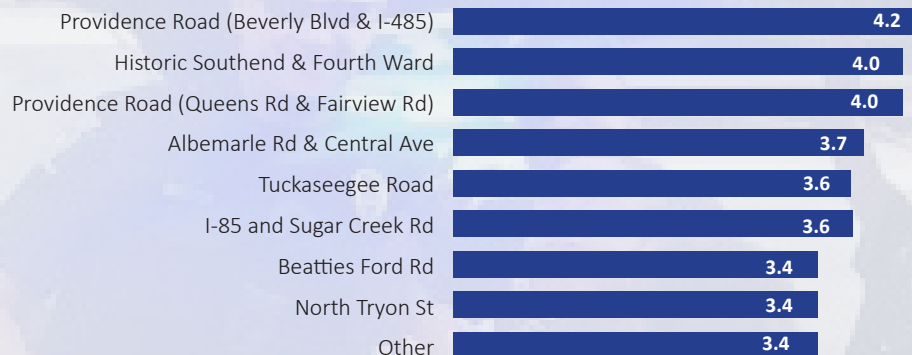 Providence Road (Beverly Blvd & I-485) 4.2
Historic Southend & Fourth Ward 4.0
Providence Road (Queens Rd & Fairview Rd) 4.0
Albemarle Rd & Central Ave 3.7
Tuckaseegee Road 3.6
I-85 and Sugar Creek Rd 3.6
Beatties Ford Rd 3.4
North Tryon St 3.4
Other 3.4